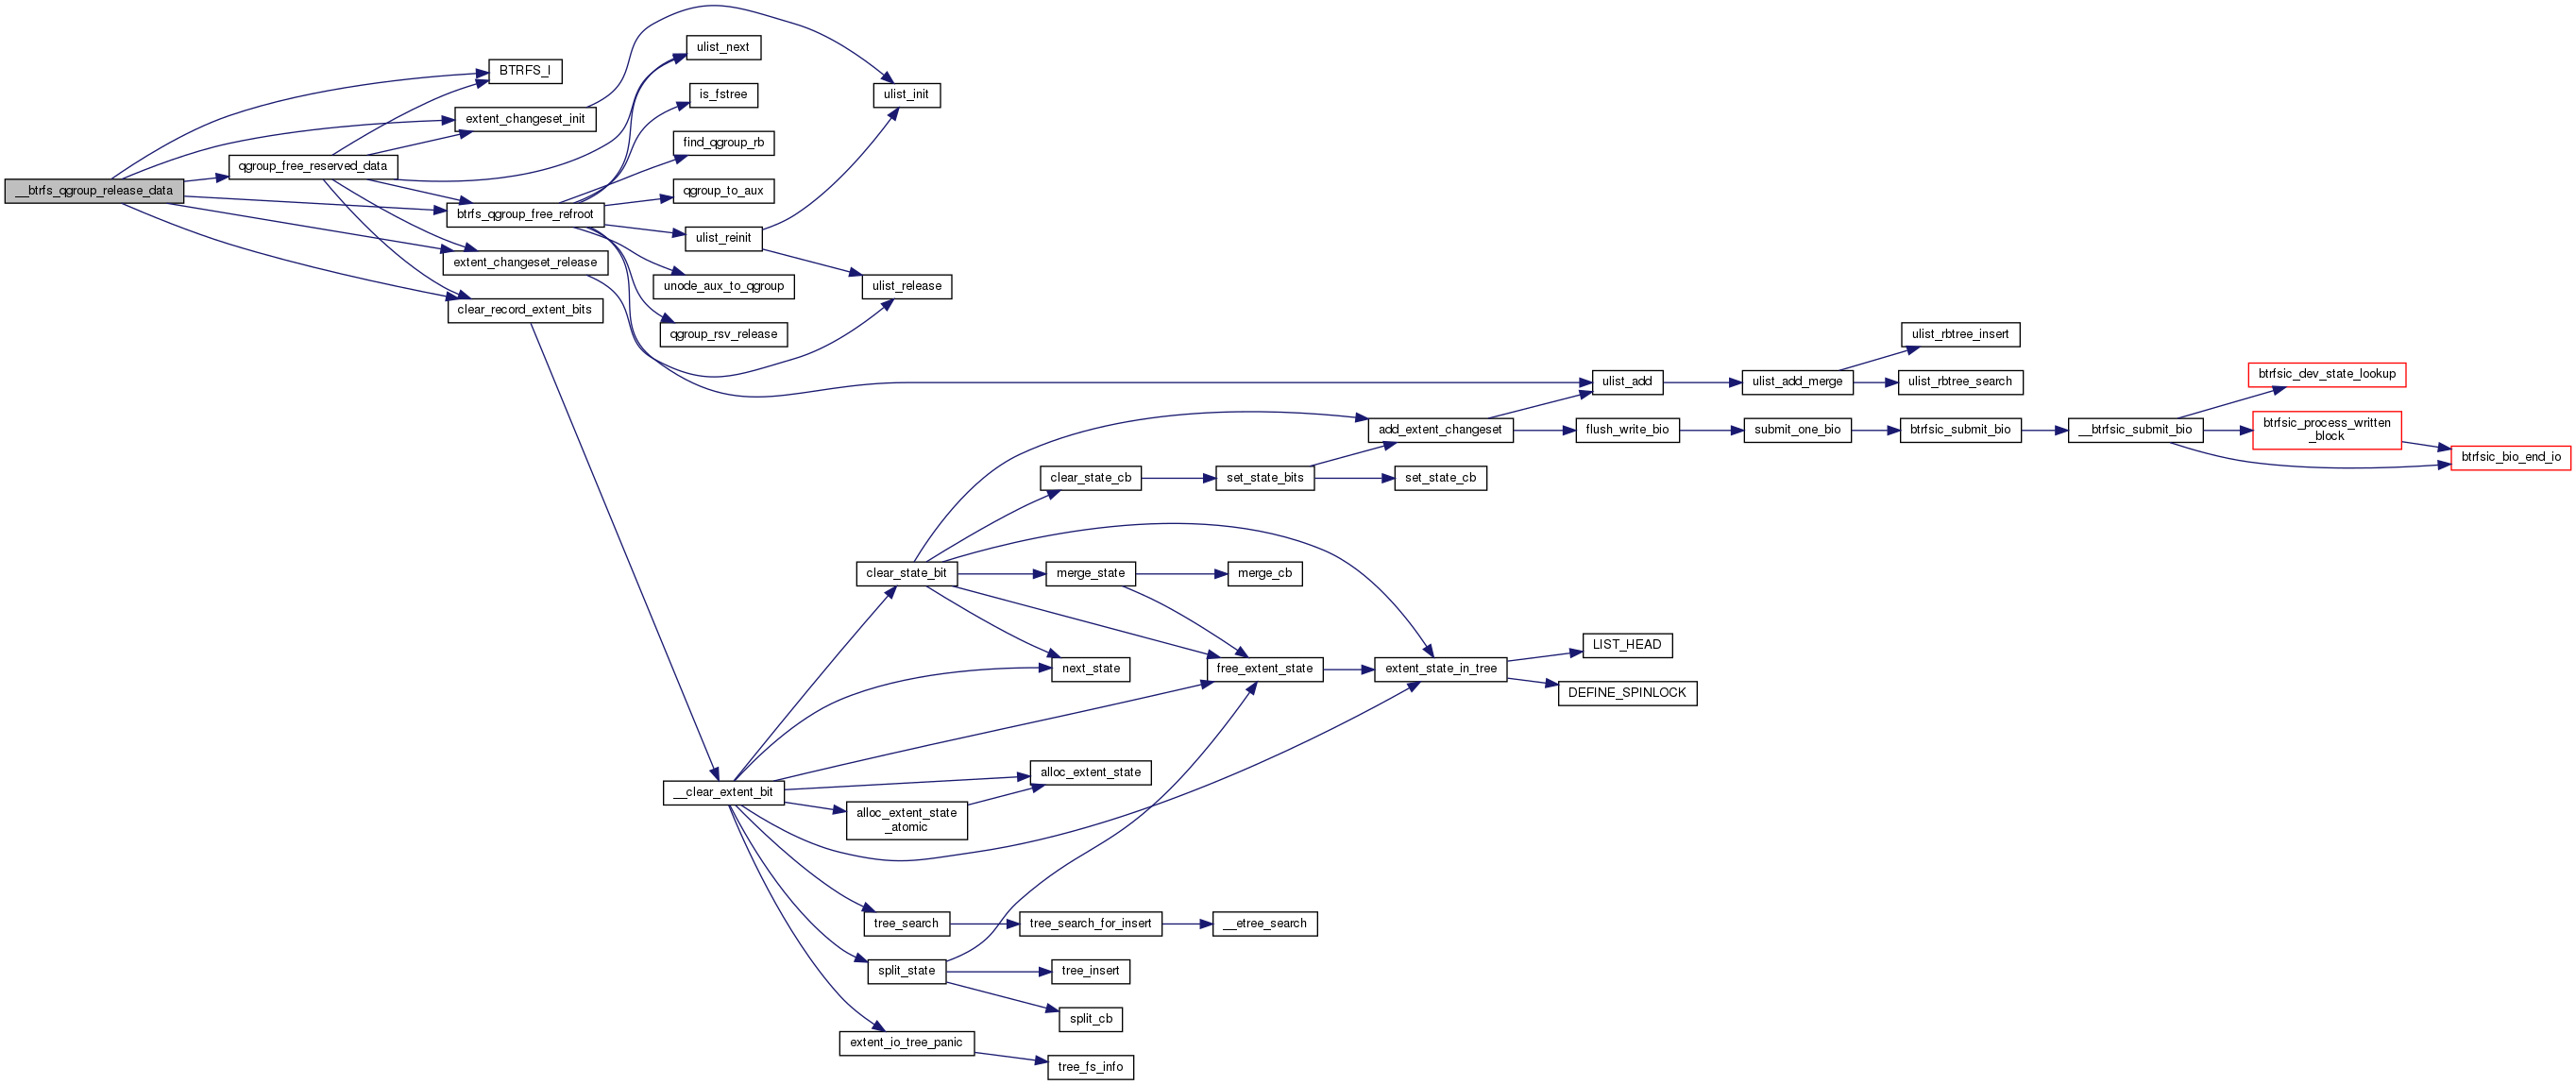 __btrfs_qgroup_release_data
BTRFS_I
extent_changeset_init
qgroup_free_reserved_data
btrfs_qgroup_free_refroot
extent_changeset_release
clear_record_extent_bits
ulist_next
is_fstree
find_qgroup_rb
qgroup_to_aux
ulist_reinit
unode_aux_to_qgroup
qgroup_rsv_release
ulist_init
ulist_release
ulist_add
ulist_add_merge
ulist_rbtree_insert
ulist_rbtree_search
add_extent_changeset
flush_write_bio
submit_one_bio
btrfsic_submit_bio
__btrfsic_submit_bio
btrfsic_dev_state_lookup
btrfsic_process_written
_block
btrfsic_bio_end_io
clear_state_cb
set_state_bits
set_state_cb
clear_state_bit
merge_state
merge_cb
next_state
free_extent_state
extent_state_in_tree
LIST_HEAD
DEFINE_SPINLOCK
__clear_extent_bit
alloc_extent_state
alloc_extent_state
_atomic
tree_search
tree_search_for_insert
__etree_search
split_state
tree_insert
split_cb
extent_io_tree_panic
tree_fs_info